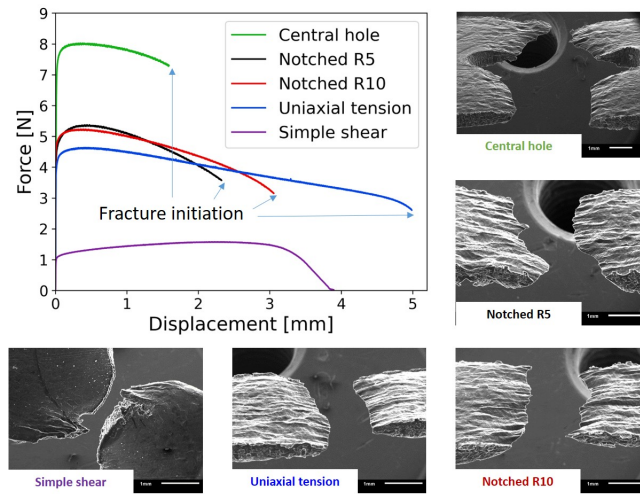 9
8
7
6
5
4
3
2
1
0
Force [N]
Central hole
Notched R5
Notched R10
Uniaxial tension
Simple shear
Fracture initiation
0 1 2 3 4 5
Displacement [mm]
Central hole 1mm
Notched R5 1mm
Simple shear 1mm
Uniaxial tension 1mm
Notched R10 1mm